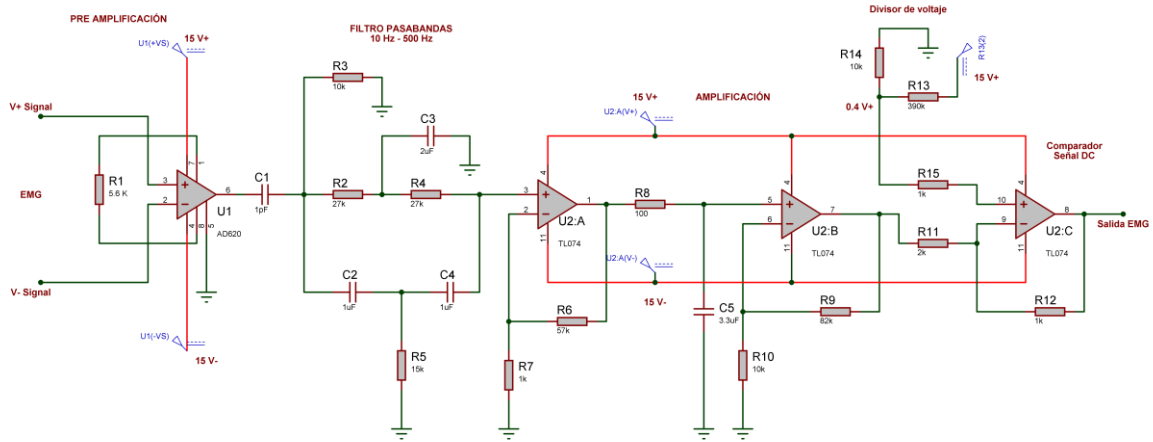 PRE AMPLIFICACIÓN
U1(+VS)
15 V+
V+ Signal
R1
5.6 K
EMG
3
2
7
1
6
4
8
5
U1
AD620
V- Signal
U1(-VS)
15 V-
C1
1pF
FILTRO PASABANDAS
10 Hz - 500 Hz
R3
10k
C3
2uF
R2
27k
R4
27k
C2
1uF
C4
1uF
R5
15k
AMPLIFICACIÓN
15 V+
U2:A(V+)
3
2
4
1
11
U2:A
TL074
R8
100
U2:A(V-)
15 V-
R6
57k
R7
1k
C5
3.3uF
5
6
4
7
11
U2:B
TL074
R9
82k
R10
10k
Divisor de voltaje
R14
10k
R13(2)
15 V+
R13
390k
0.4 V+
Comparador
Señal DC
R15
1k
R11
2k
10
9
4
8
11
U2:C
TL074
Salida EMG
R12
1k